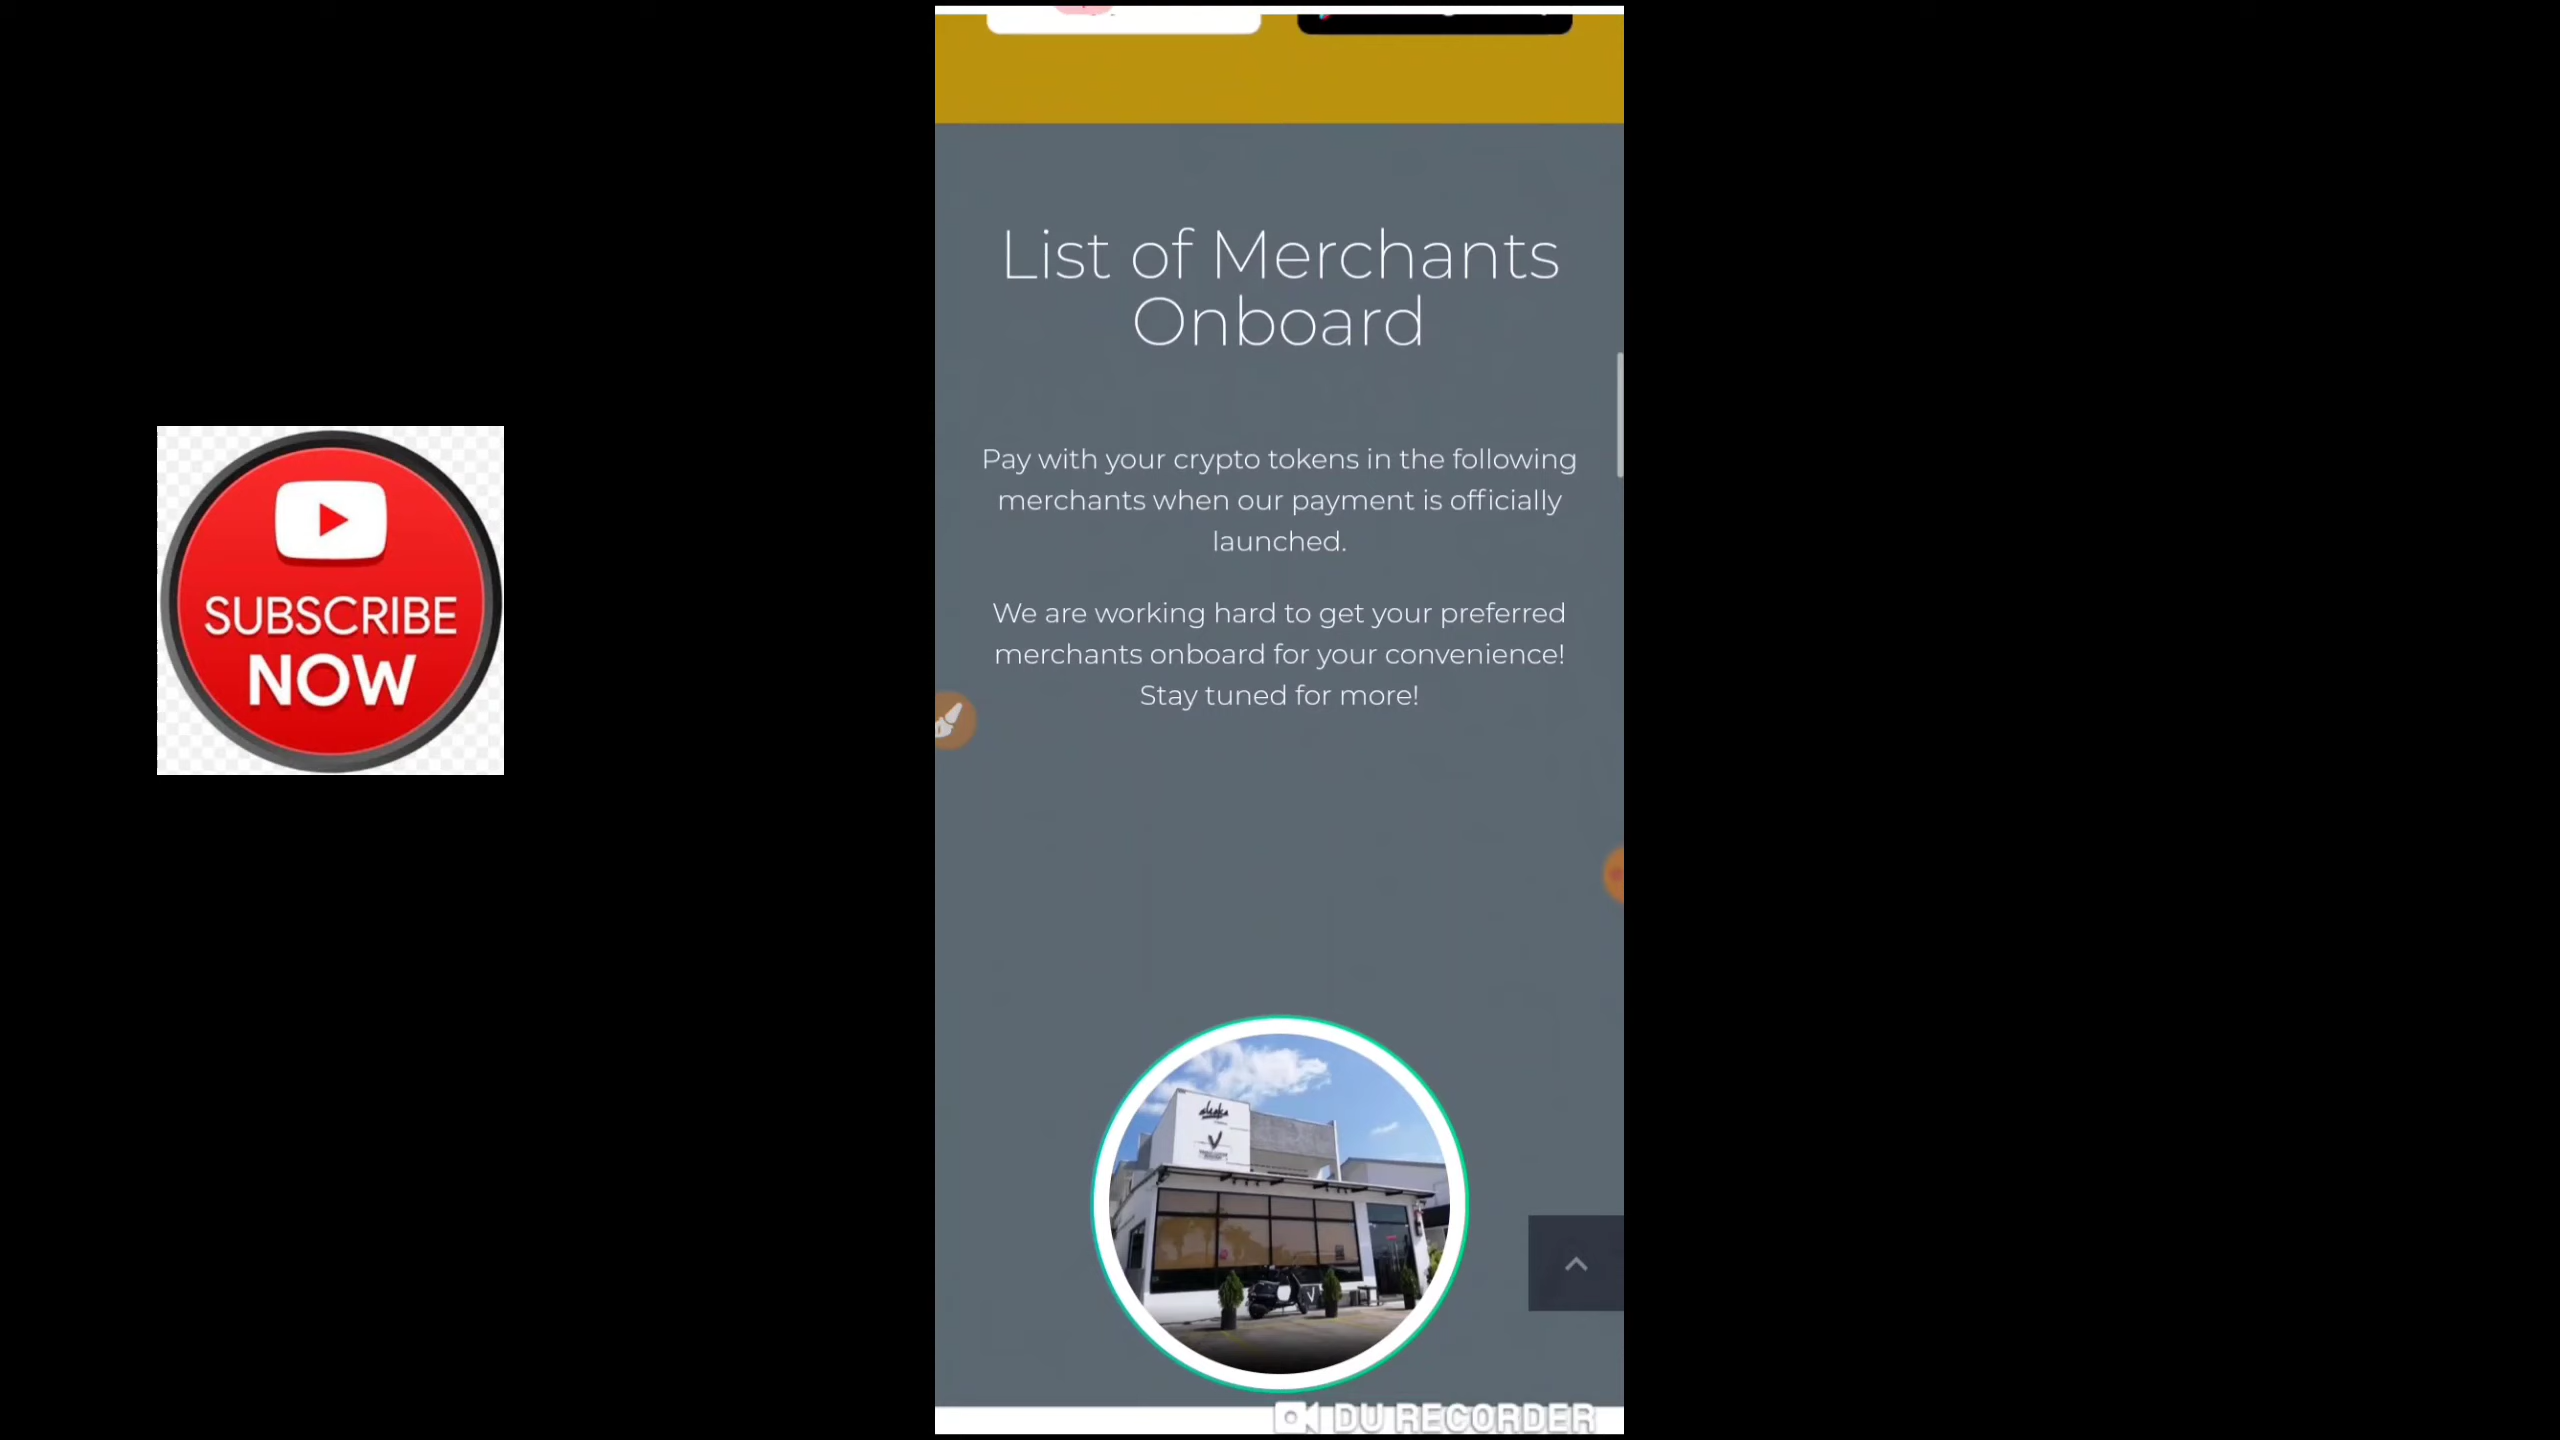 List of Merchants
Onboard
Pay with your crypto tokens in the following
merchants when our payment is officially
launched.
We are working hard to get your preferred
merchants onboard for your convenience!
Stay tuned for more!
SUBSCRIBE
NOW
DU RECORDER